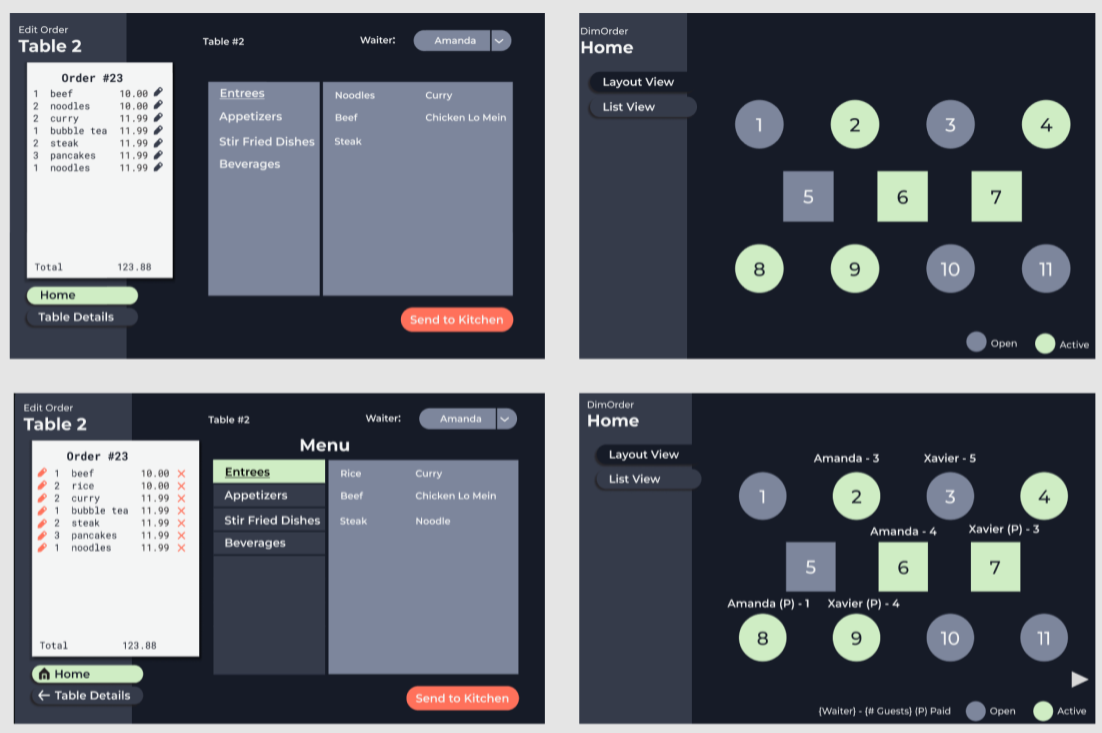 Edit Order
Table 2
Table #2
Waiter:
Amanda
Order #23
1 beef 10.00
2 noodles 10.00
2 curry 11.99
1 bubble tea 11.99
2 steak 11.99
3 pancakes 11.99
1 noodles 11.99
Total 123.88
Home
Table Details
Entrees
Appetizers
Stir Fried Dishes
Beverages
Noodles Curry
Beef Chicken Lo Mein
Steak
Send to Kitchen
DimOrder
Home
Layout View
List View
1 2 3 4
5 6 7
8 9 10 11
Open Active
Edit Order
Table 2
Table #2
Waiter:
Amanda
Menu
Order #23
1 beef 10.00
2 rice 10.00
2 curry 11.99
1 bubble tea 11.99
2 steak 11.99
3 pancakes 11.99
1 noodles 11.99
Total 123.88
Home
Table Details
Entrees
Appetizers
Stir Fried Dishes
Beverages
Rice Curry
Beef Chicken Lo Mein
Steak Noodle
Send to Kitchen
DimOrder
Home
Layout View
List View
Amanda - 3 Xavier - 5
1 2 3 4
Amanda - 4 Xavier (P) - 3
5 6 7
Amanda (P) - 1 Xavier (P) - 4
8 9 10 11
{Waiter} - {# Guests} {P} Paid Open Active